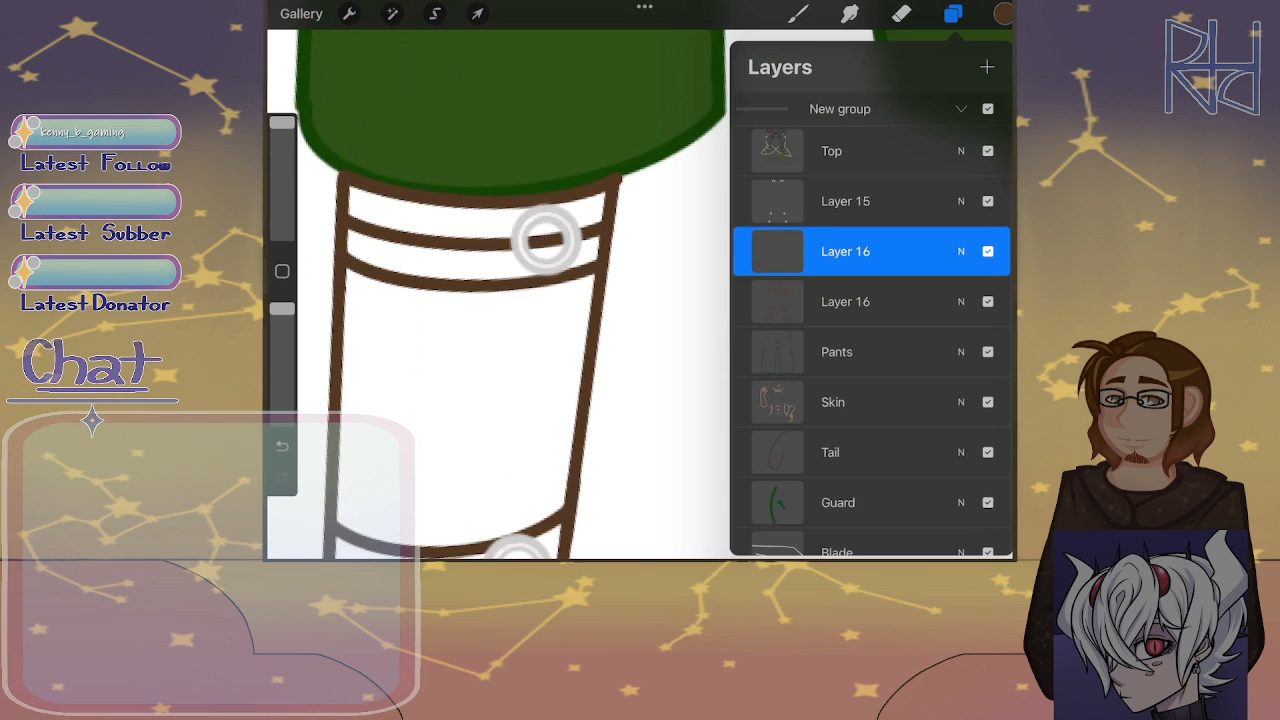 Gallery
Layers
New group
Top N
Layer 15 N
Layer 16 N
Layer 16 N
Pants N
Skin N
Tail N
Guard N
Blade N
kenny_b_gaming
Latest Follow
Latest Subber
Latest Donator
Chat